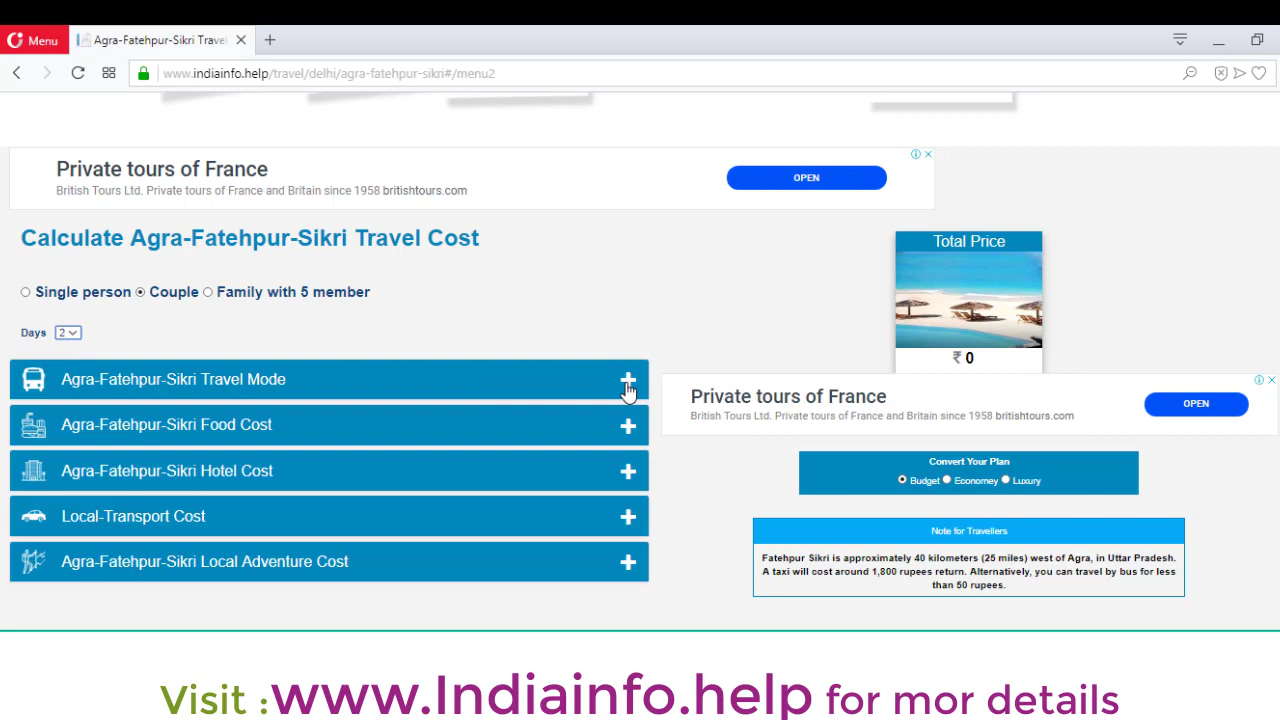 Menu
Agra-Fatehpur-Sikri Travel
www.indiainfo.help/travel/delhi/agra-fatehpur-sikri#/menu2
Private tours of France
British Tours Ltd. Private tours of France and Britain since 1958 britishtours.com
OPEN
Calculate Agra-Fatehpur-Sikri Travel Cost
Single person Couple Family with 5 member
Days 2
Agra-Fatehpur-Sikri Travel Mode
Agra-Fatehpur-Sikri Food Cost
Agra-Fatehpur-Sikri Hotel Cost
Local-Transport Cost
Agra-Fatehpur-Sikri Local Adventure Cost
Total Price
₹ 0
Private tours of France
British Tours Ltd. Private tours of France and Britain since 1958 britishtours.com
OPEN
Convert Your Plan
Budget Economey Luxury
Note for Travellers
Fatehpur Sikri is approximately 40 kilometers (25 miles) west of Agra, in Uttar Pradesh.
A taxi will cost around 1,800 rupees return. Alternatively, you can travel by bus for less
than 50 rupees.
Visit :www.Indiainfo.help for mor details